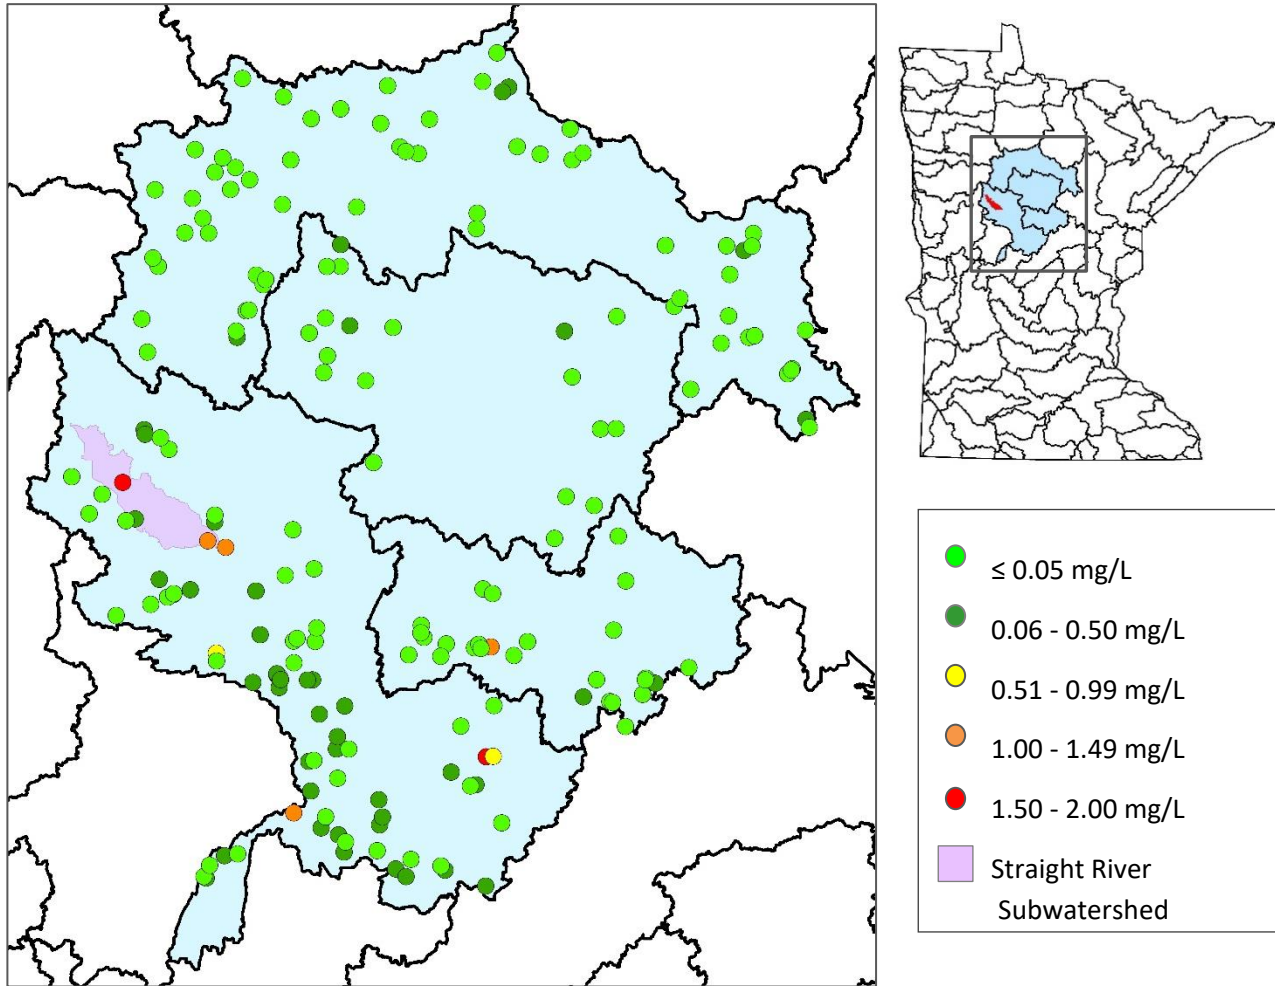 ≤ 0.05 mg/L
0.06 - 0.50 mg/L
0.51 - 0.99 mg/L
1.00 - 1.49 mg/L
1.50 - 2.00 mg/L
Straight River
Subwatershed